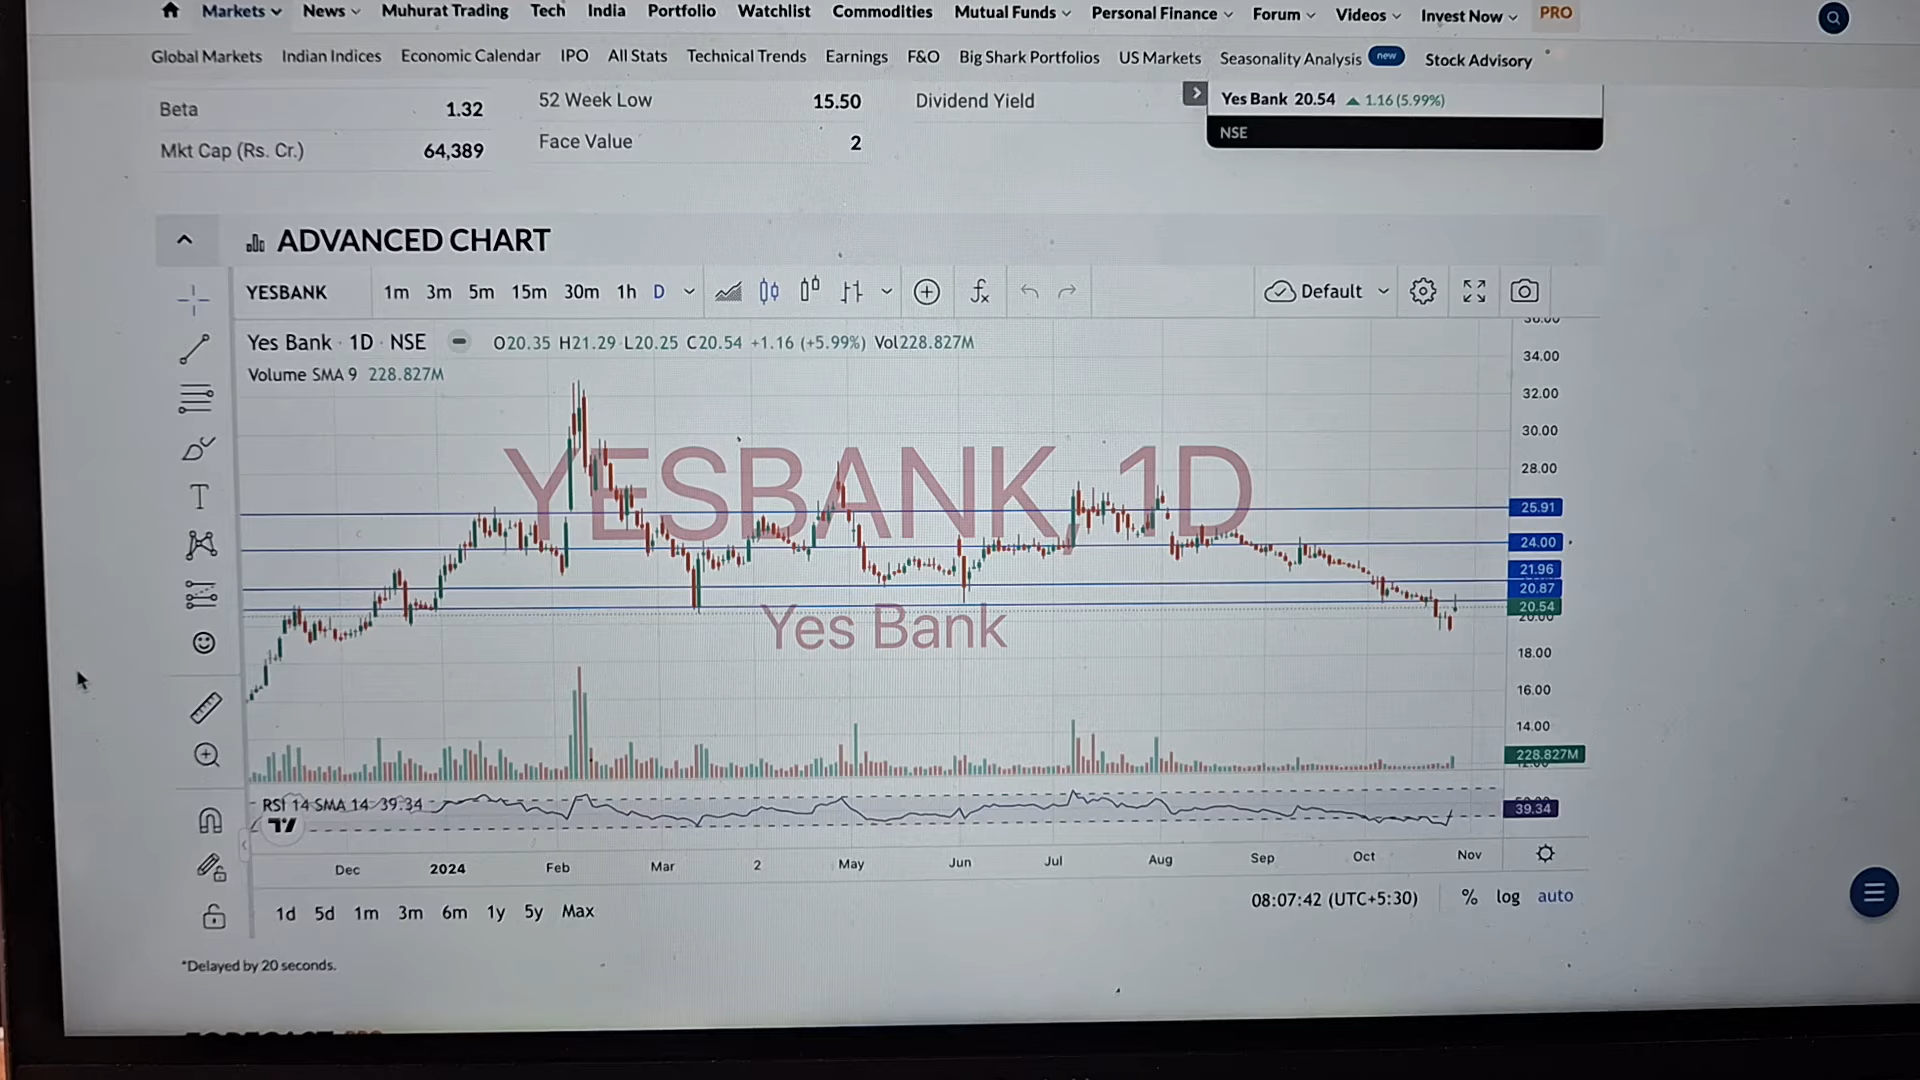 Markets News Muhurat Trading Tech India Portfolio Watchlist Commodities Mutual Funds Personal Finance Forum Videos Invest Now PRO
Global Markets Indian Indices Economic Calendar IPO All Stats Technical Trends Earnings F&O Big Shark Portfolios US Markets Seasonality Analysis new Stock Advisory
Beta 1.32 52 Week Low 15.50 Dividend Yield
Yes Bank 20.54 ▲ 1.16 (5.99%)
NSE
Mkt Cap (Rs. Cr.) 64,389 Face Value 2
ADVANCED CHART
YESBANK 1m 3m 5m 15m 30m 1h D Default
Yes Bank · 1D · NSE O20.35 H21.29 L20.25 C20.54 +1.16 (+5.99%) Vol228.827M
Volume SMA 9 228.827M
34.00
32.00
30.00
28.00
YESBANK, 1D
Yes Bank
25.91
24.00
21.96
20.87
20.54
20.00
18.00
16.00
14.00
228.827M
RSI 14 SMA 14 39.34
39.34
Dec 2024 Feb Mar 2 May Jun Jul Aug Sep Oct Nov
1d 5d 1m 3m 6m 1y 5y Max 08:07:42 (UTC+5:30) % log auto
*Delayed by 20 seconds.